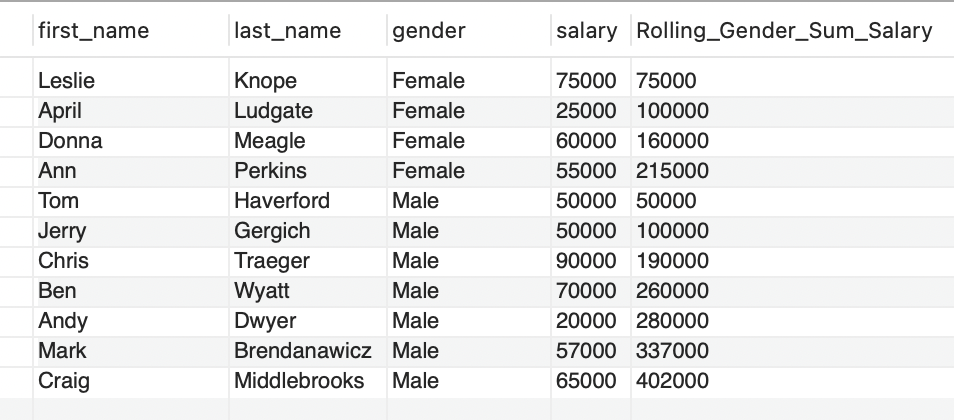 first_name last_name gender salary Rolling_Gender_Sum_Salary
Leslie Knope Female 75000 75000
April Ludgate Female 25000 100000
Donna Meagle Female 60000 160000
Ann Perkins Female 55000 215000
Tom Haverford Male 50000 50000
Jerry Gergich Male 50000 100000
Chris Traeger Male 90000 190000
Ben Wyatt Male 70000 260000
Andy Dwyer Male 20000 280000
Mark Brendanawicz Male 57000 337000
Craig Middlebrooks Male 65000 402000